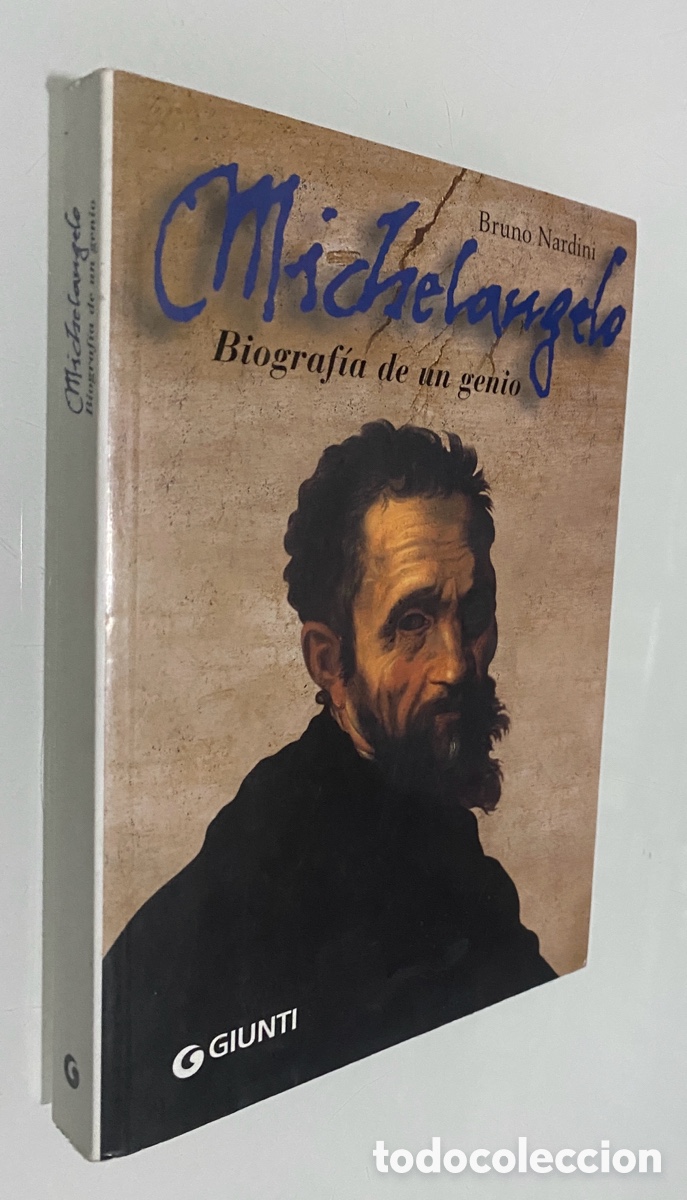 Bruno Nardini
Michelangelo
Biografía de un genio
GIUNTI
Michelangelo
Biografía de un genio
todocoleccion